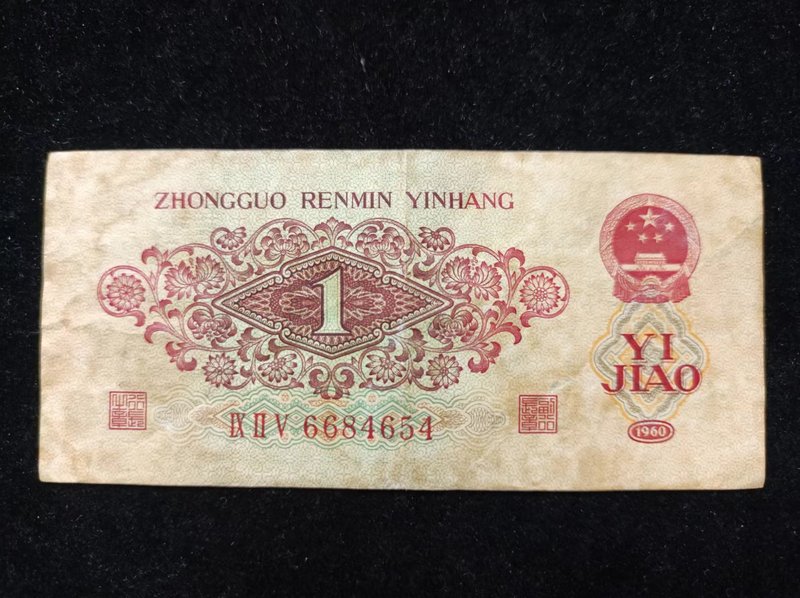 ZHONGGUO RENMIN YINHANG
1
YI
JIAO
IX II V 6684654
1960